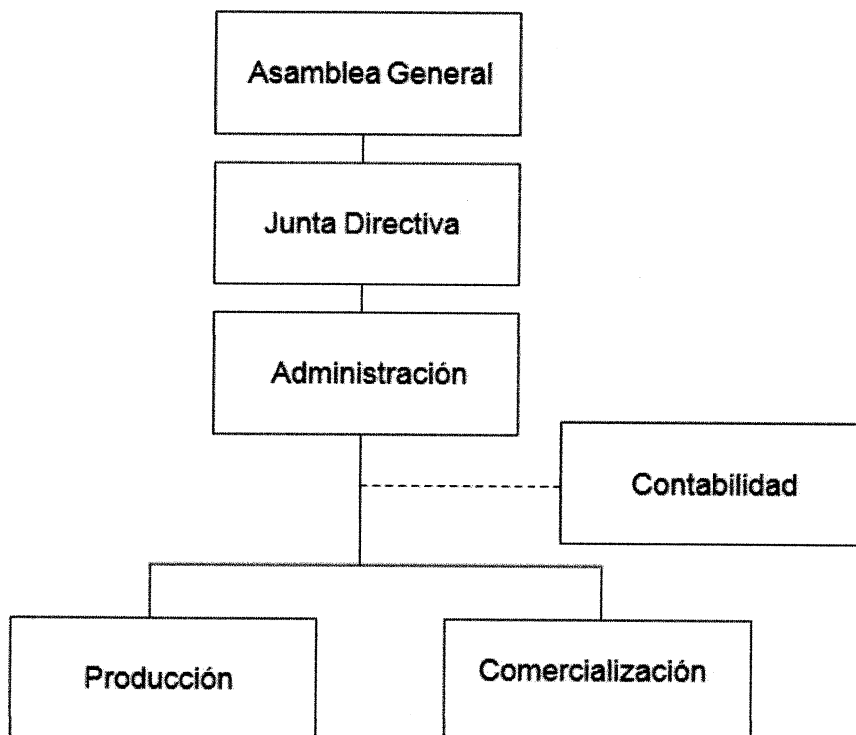 Asamblea General
Junta Directiva
Administración
Contabilidad
Producción
Comercialización